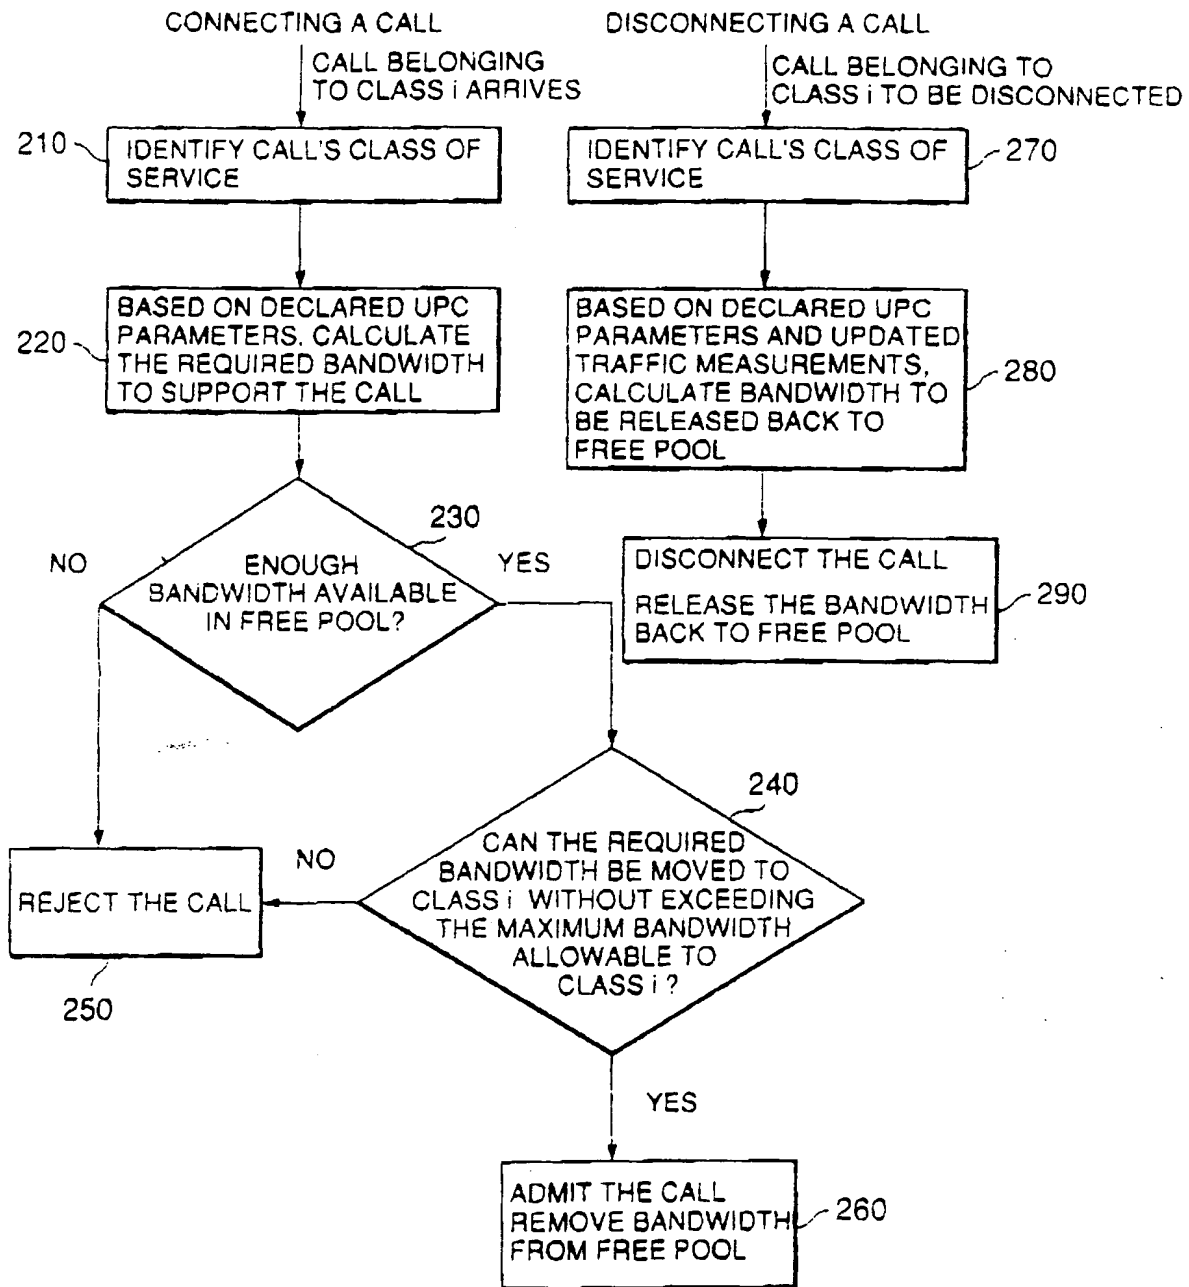 CONNECTING A CALL
CALL BELONGING
TO CLASS i ARRIVES
210
IDENTIFY CALL'S CLASS OF
SERVICE
220
BASED ON DECLARED UPC
PARAMETERS, CALCULATE
THE REQUIRED BANDWIDTH
TO SUPPORT THE CALL
230
NO
ENOUGH
BANDWIDTH AVAILABLE
IN FREE POOL?
YES
DISCONNECTING A CALL
CALL BELONGING TO
CLASS i TO BE DISCONNECTED
IDENTIFY CALL'S CLASS OF
SERVICE
270
BASED ON DECLARED UPC
PARAMETERS AND UPDATED
TRAFFIC MEASUREMENTS,
CALCULATE BANDWIDTH TO
BE RELEASED BACK TO
FREE POOL
280
DISCONNECT THE CALL
RELEASE THE BANDWIDTH
BACK TO FREE POOL
290
240
CAN THE REQUIRED
BANDWIDTH BE MOVED TO
CLASS i WITHOUT EXCEEDING
THE MAXIMUM BANDWIDTH
ALLOWABLE TO
CLASS i ?
NO
REJECT THE CALL
250
YES
ADMIT THE CALL
REMOVE BANDWIDTH
FROM FREE POOL
260